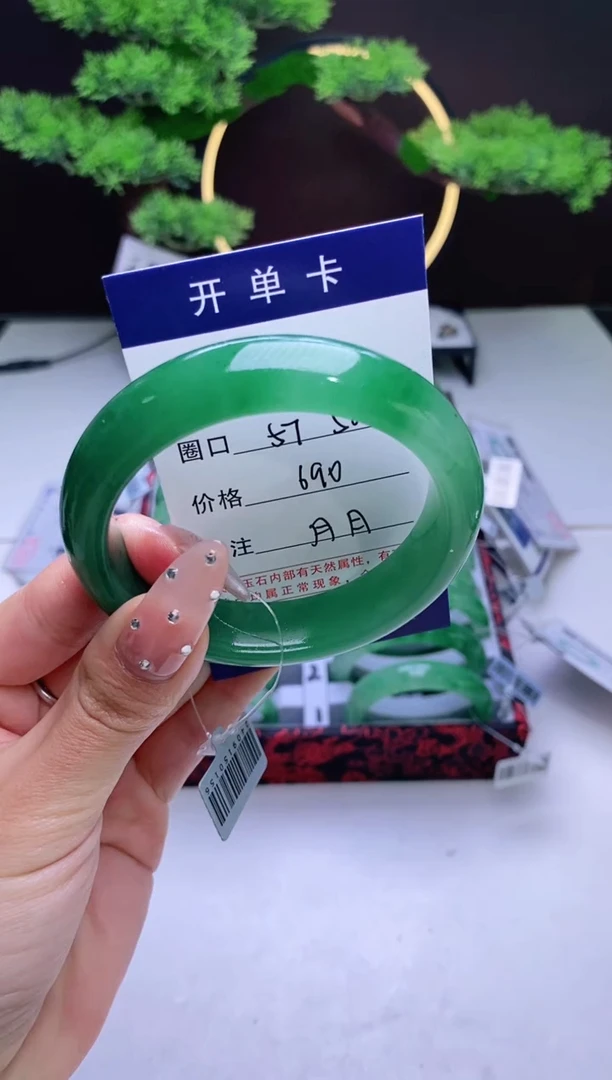 开单卡
圈口 57
价格 690
注 月月
玉石内部有天然属性，有
属正常现象，